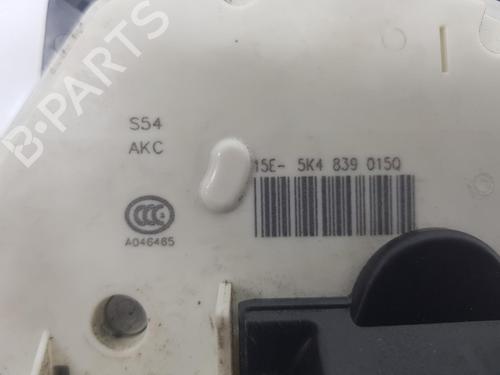 B-PARTS
S54
AKC
15E- 5K4 839 015Q
CCC
A046465